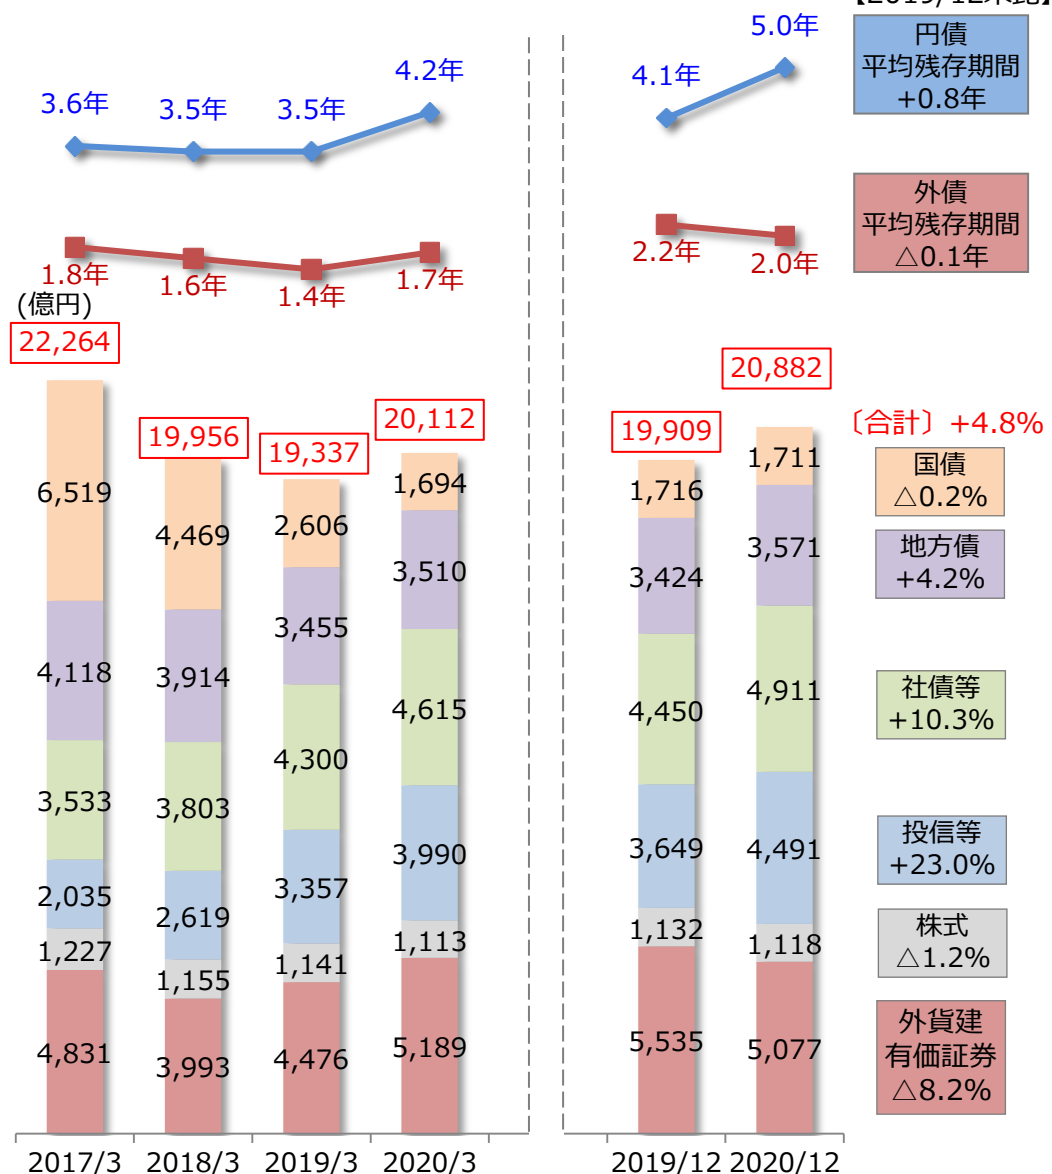 【2019/12末比】
5.0年
4.2年
4.1年
3.6年
3.5年
3.5年
円債
平均残存期間
+0.8年
外債
平均残存期間
△0.1年
1.8年
1.6年
1.4年
1.7年
2.2年
2.0年
(億円)
22,264
19,956
19,337
20,112
19,909
20,882
〔合計〕+4.8%
6,519
4,469
2,606
1,694
1,716
1,711
国債
△0.2%
4,118
3,914
3,455
3,510
3,424
3,571
地方債
+4.2%
3,533
3,803
4,300
4,615
4,450
4,911
社債等
+10.3%
2,035
2,619
3,357
3,990
3,649
4,491
投信等
+23.0%
1,227
1,155
1,141
1,113
1,132
1,118
株式
△1.2%
4,831
3,993
4,476
5,189
5,535
5,077
外貨建
有価証券
△8.2%
2017/3
2018/3
2019/3
2020/3
2019/12
2020/12